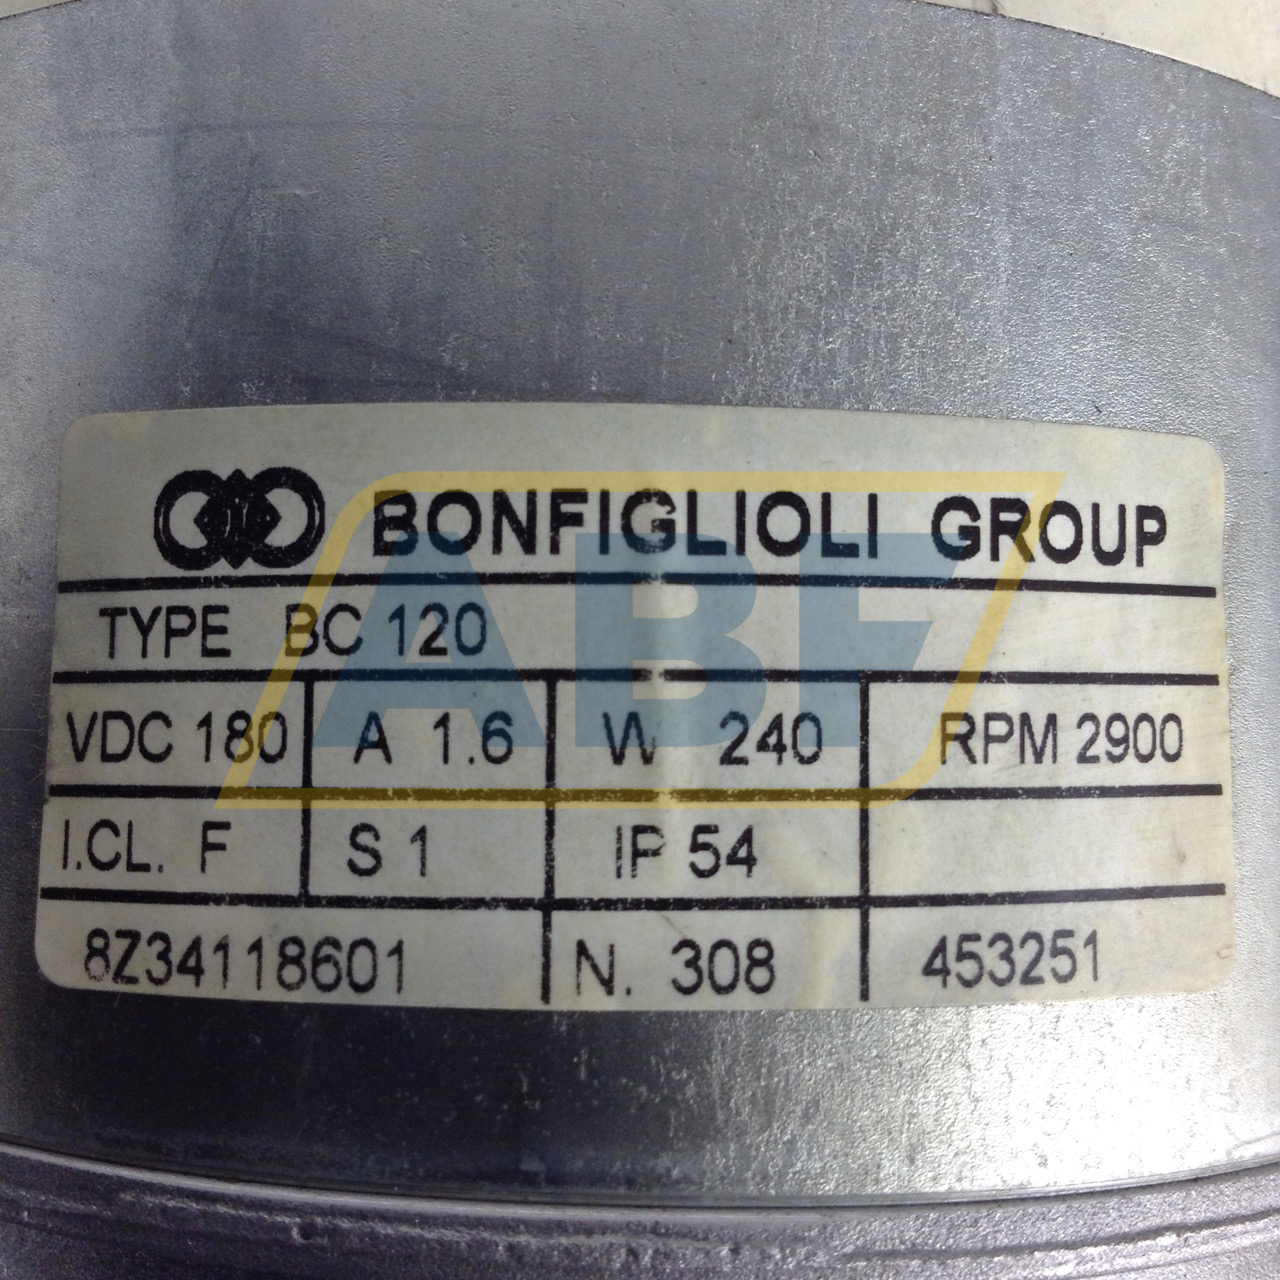 BONFIGLIOLI GROUP
TYPE BC 120
VDC 180 A 1.6 W 240 RPM 2900
I.CL. F S 1 IP 54
8Z34118601 N. 308 453251
ABF